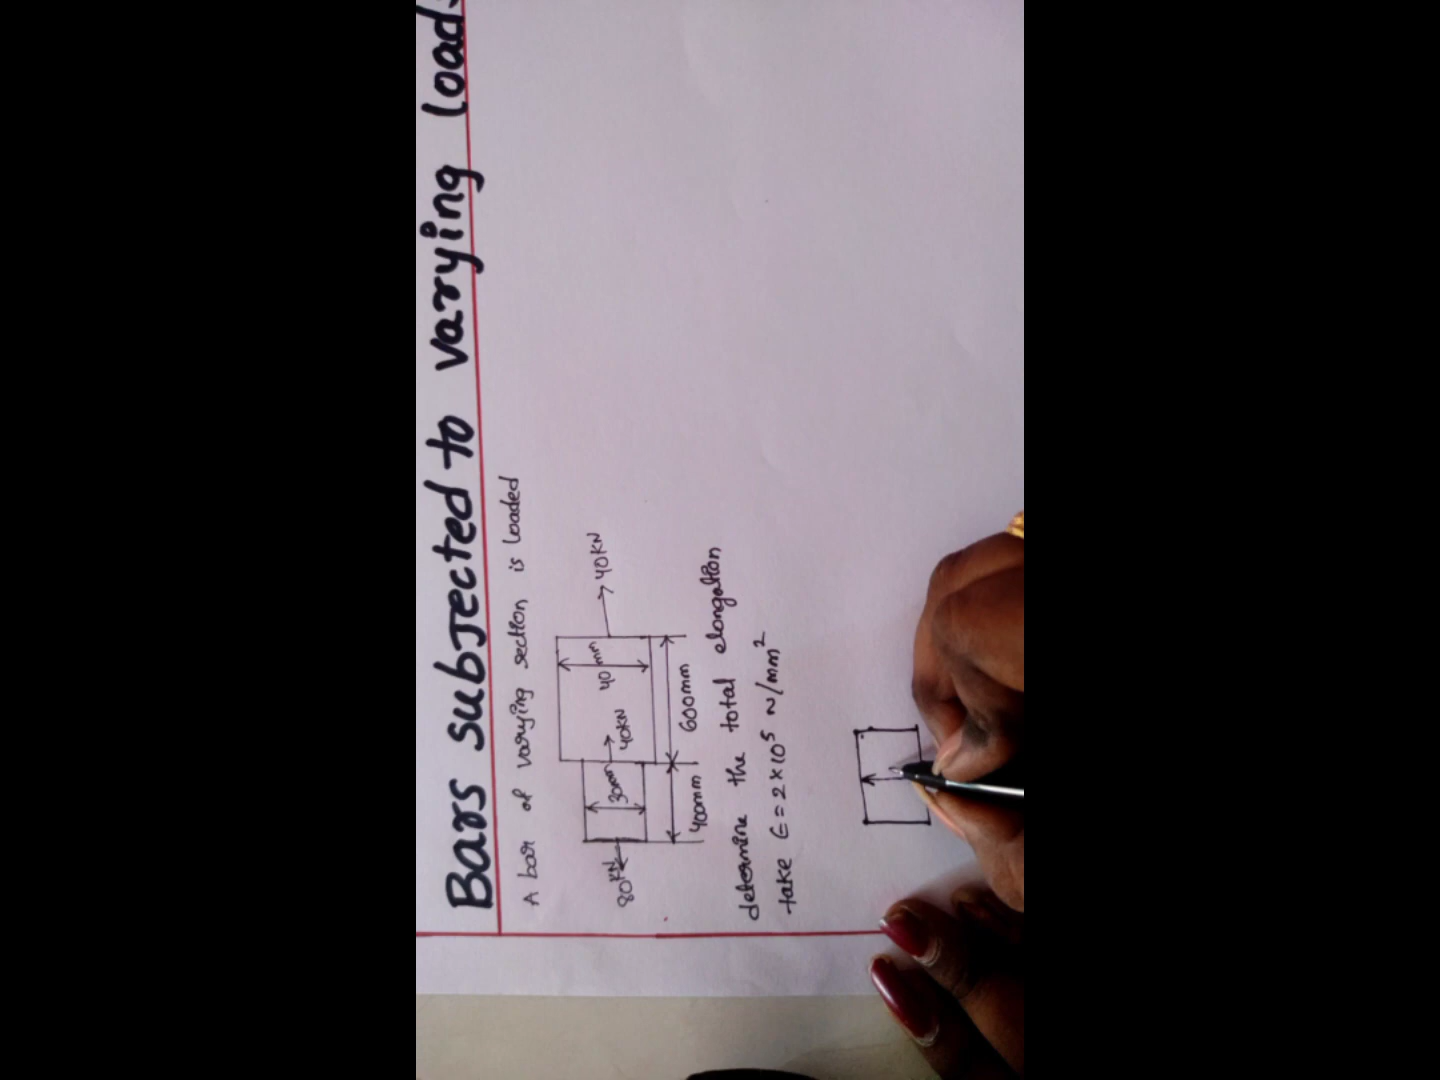 Bars subjected to varying load
A bar of varying section is loaded
80KN
30mm
40KN
40mm
40KN
400mm
600mm
determine the total elongation
take E=2×10⁵ N/mm²